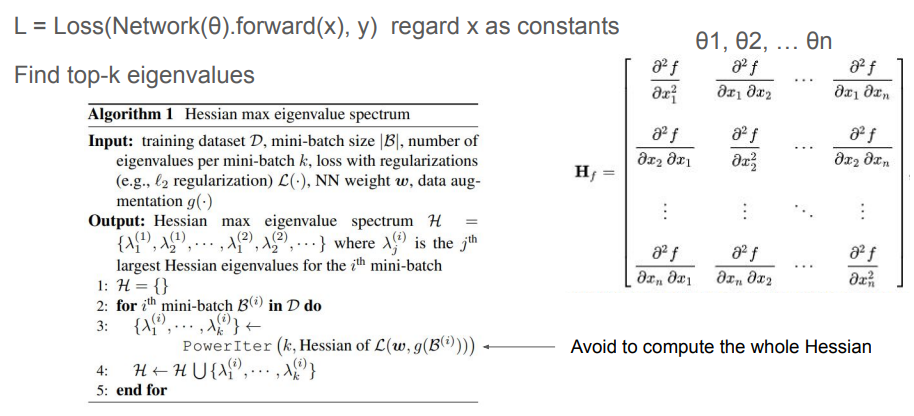 L = Loss(Network(θ).forward(x), y)  regard x as constants
Find top-k eigenvalues
Algorithm 1 Hessian max eigenvalue spectrum
Input: training dataset 𝒟, mini-batch size |ℬ|, number of
eigenvalues per mini-batch k, loss with regularizations
(e.g., ℓ₂ regularization) ℒ(·), NN weight w, data aug-
mentation g(·)
Output: Hessian max eigenvalue spectrum ℋ =
{λ₁⁽¹⁾, λ₂⁽¹⁾, ⋯ , λ₁⁽²⁾, λ₂⁽²⁾, ⋯} where λⱼ⁽ⁱ⁾ is the jᵗʰ
largest Hessian eigenvalues for the iᵗʰ mini-batch
1: ℋ = {}
2: for iᵗʰ mini-batch ℬ⁽ⁱ⁾ in 𝒟 do
3: {λ₁⁽ⁱ⁾, ⋯ , λₖ⁽ⁱ⁾} ←
PowerIter (k, Hessian of ℒ(w, g(ℬ⁽ⁱ⁾)))
4: ℋ ← ℋ ⋃{λ₁⁽ⁱ⁾, ⋯ , λₖ⁽ⁱ⁾}
5: end for
θ1, θ2, … θn
H_f =
∂²f/∂x₁² ∂²f/∂x₁ ∂x₂ ⋯ ∂²f/∂x₁ ∂xₙ
∂²f/∂x₂ ∂x₁ ∂²f/∂x₂² ⋯ ∂²f/∂x₂ ∂xₙ
⋮ ⋮ ⋱ ⋮
∂²f/∂xₙ ∂x₁ ∂²f/∂xₙ ∂x₂ ⋯ ∂²f/∂xₙ²
,
Avoid to compute the whole Hessian